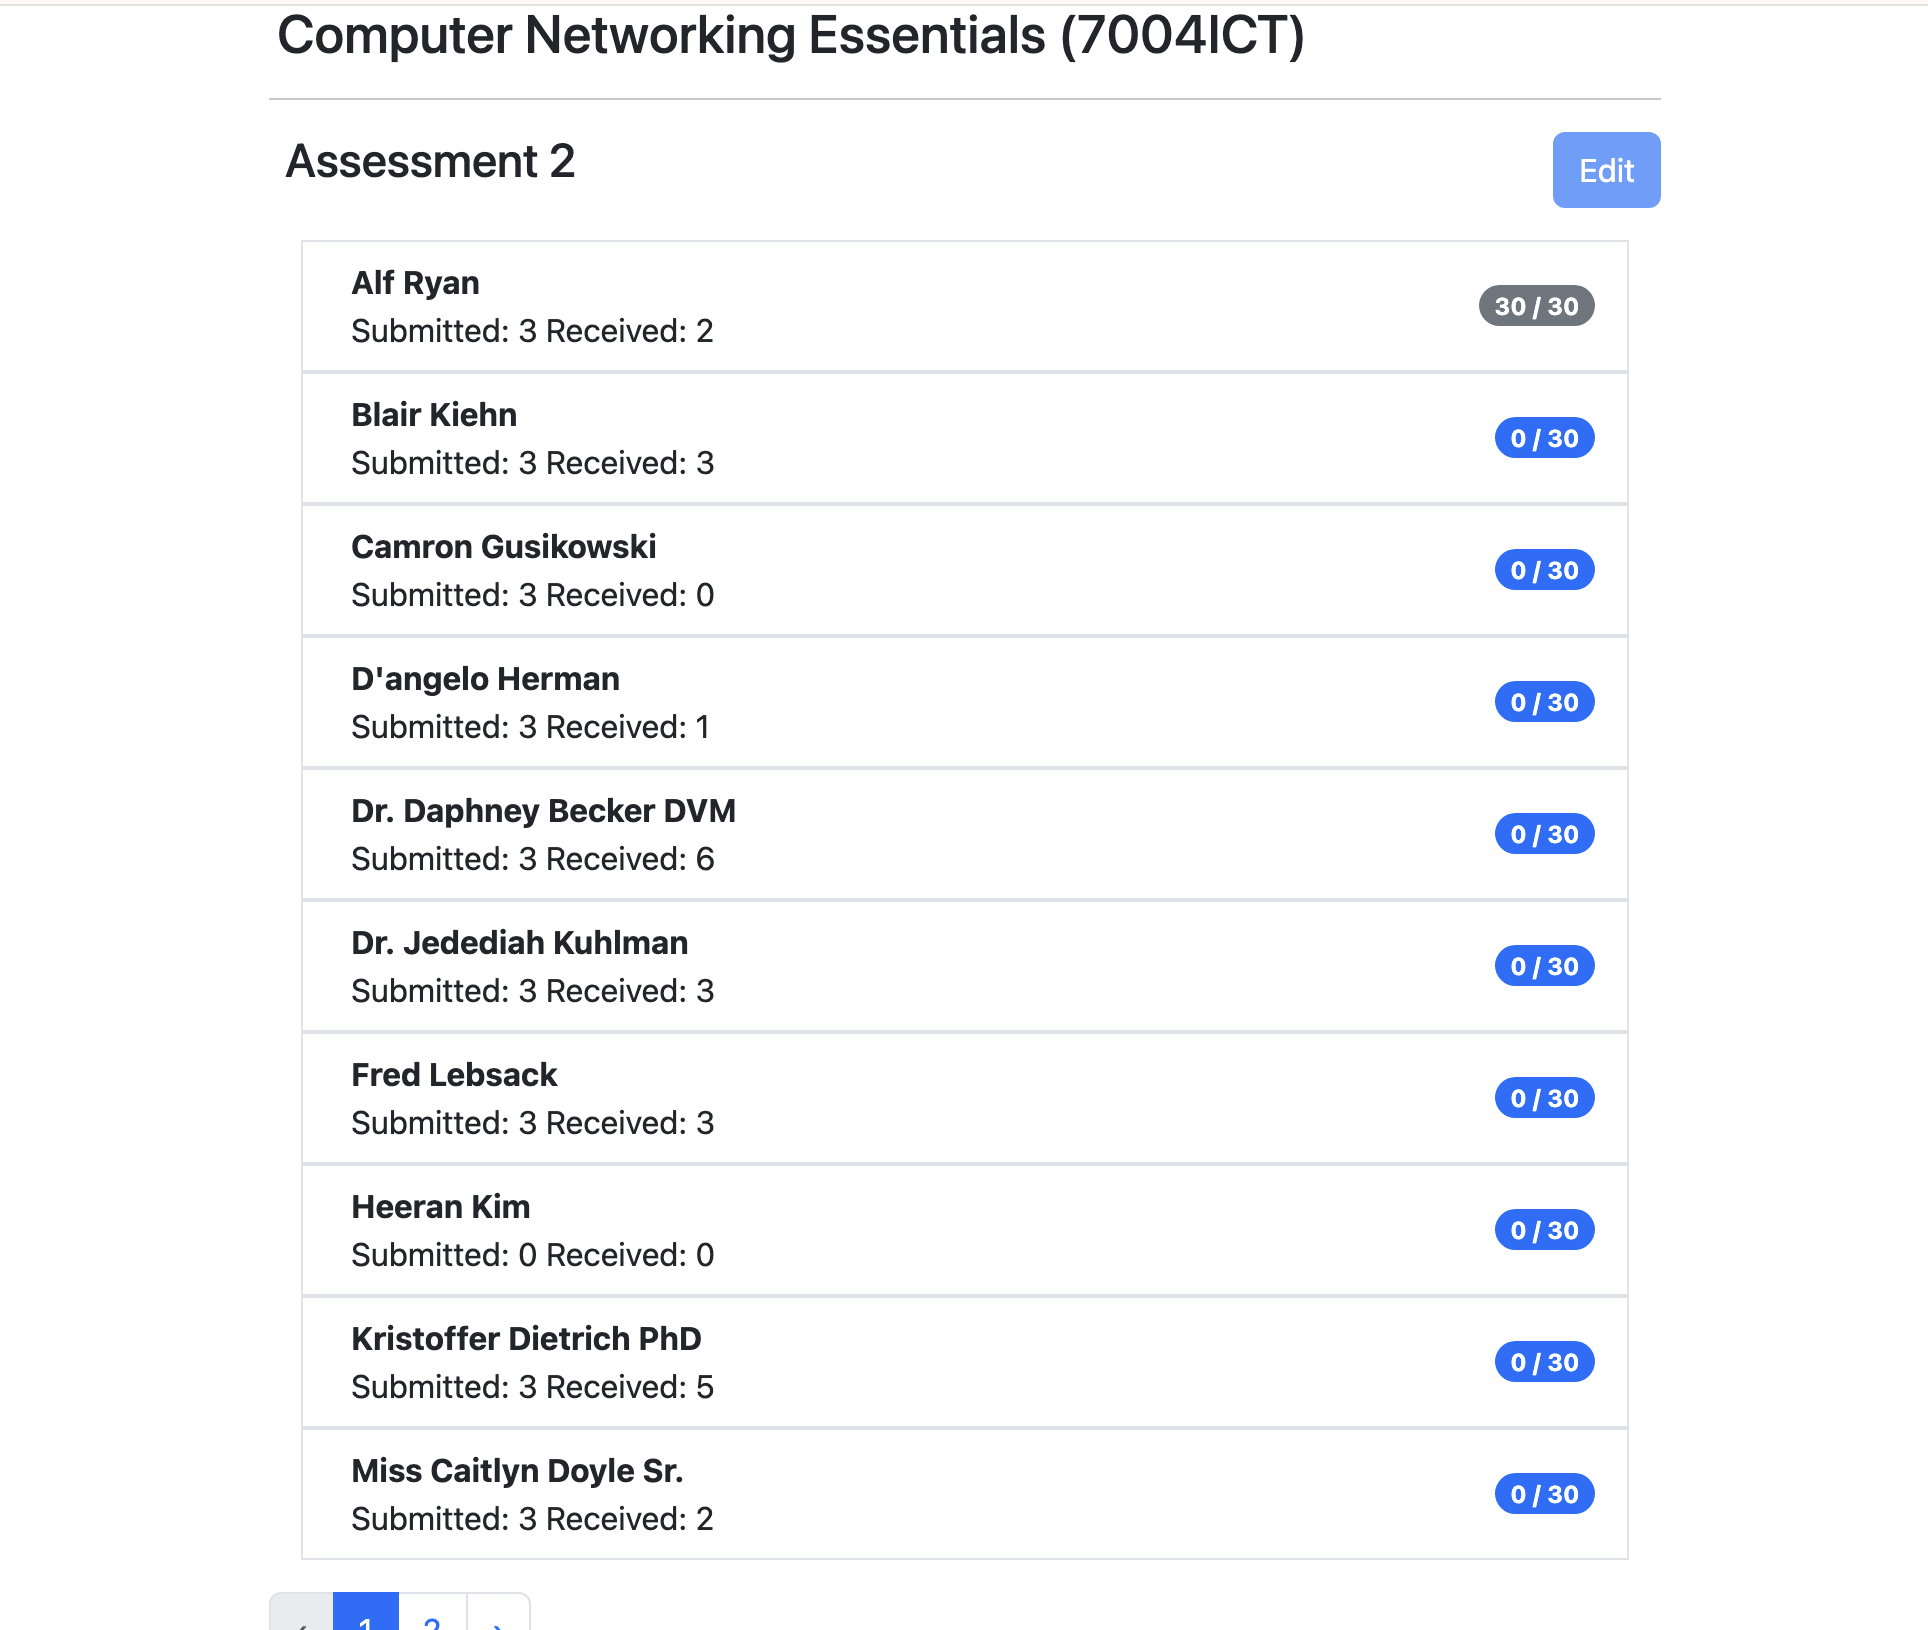 Computer Networking Essentials (7004ICT)
Assessment 2
Edit
Alf Ryan
Submitted: 3 Received: 2
30 / 30
Blair Kiehn
Submitted: 3 Received: 3
0 / 30
Camron Gusikowski
Submitted: 3 Received: 0
0 / 30
D'angelo Herman
Submitted: 3 Received: 1
0 / 30
Dr. Daphney Becker DVM
Submitted: 3 Received: 6
0 / 30
Dr. Jedediah Kuhlman
Submitted: 3 Received: 3
0 / 30
Fred Lebsack
Submitted: 3 Received: 3
0 / 30
Heeran Kim
Submitted: 0 Received: 0
0 / 30
Kristoffer Dietrich PhD
Submitted: 3 Received: 5
0 / 30
Miss Caitlyn Doyle Sr.
Submitted: 3 Received: 2
0 / 30
‹ 1 2 ›